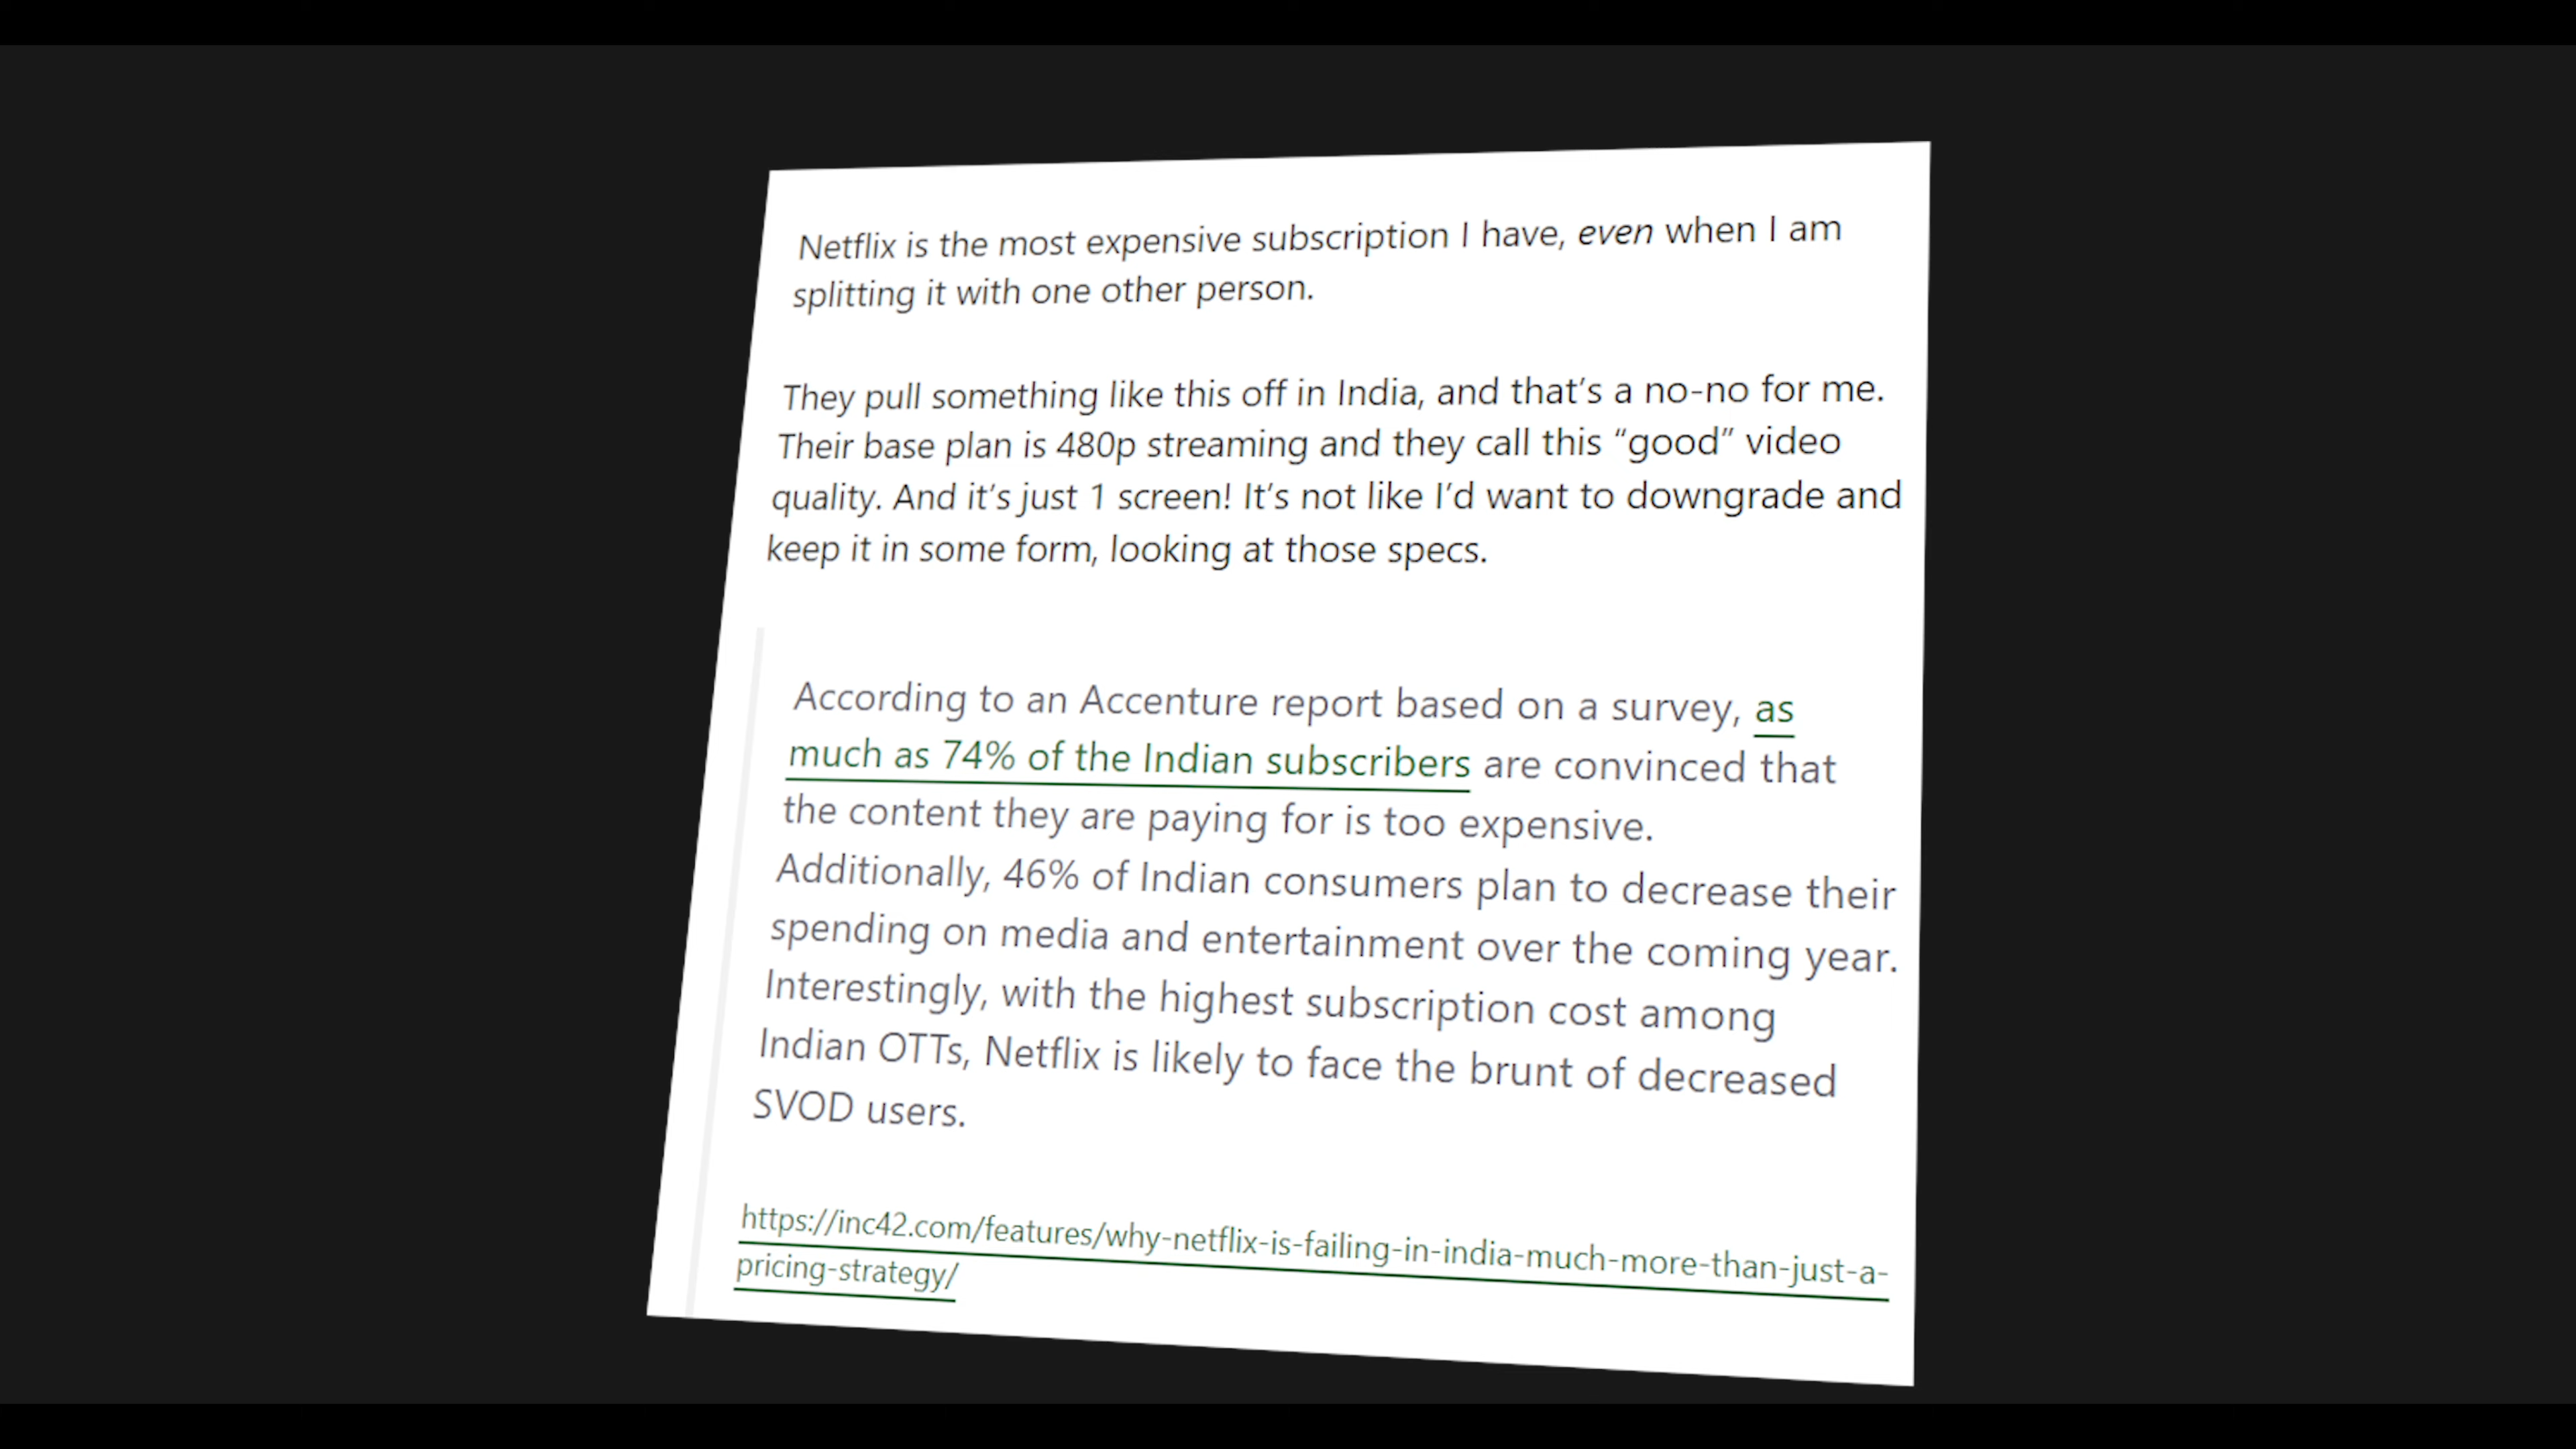 Netflix is the most expensive subscription I have, even when I am
splitting it with one other person.
They pull something like this off in India, and that’s a no-no for me.
Their base plan is 480p streaming and they call this “good” video
quality. And it’s just 1 screen! It’s not like I’d want to downgrade and
keep it in some form, looking at those specs.
According to an Accenture report based on a survey, as
much as 74% of the Indian subscribers are convinced that
the content they are paying for is too expensive.
Additionally, 46% of Indian consumers plan to decrease their
spending on media and entertainment over the coming year.
Interestingly, with the highest subscription cost among
Indian OTTs, Netflix is likely to face the brunt of decreased
SVOD users.
https://inc42.com/features/why-netflix-is-failing-in-india-much-more-than-just-a-
pricing-strategy/